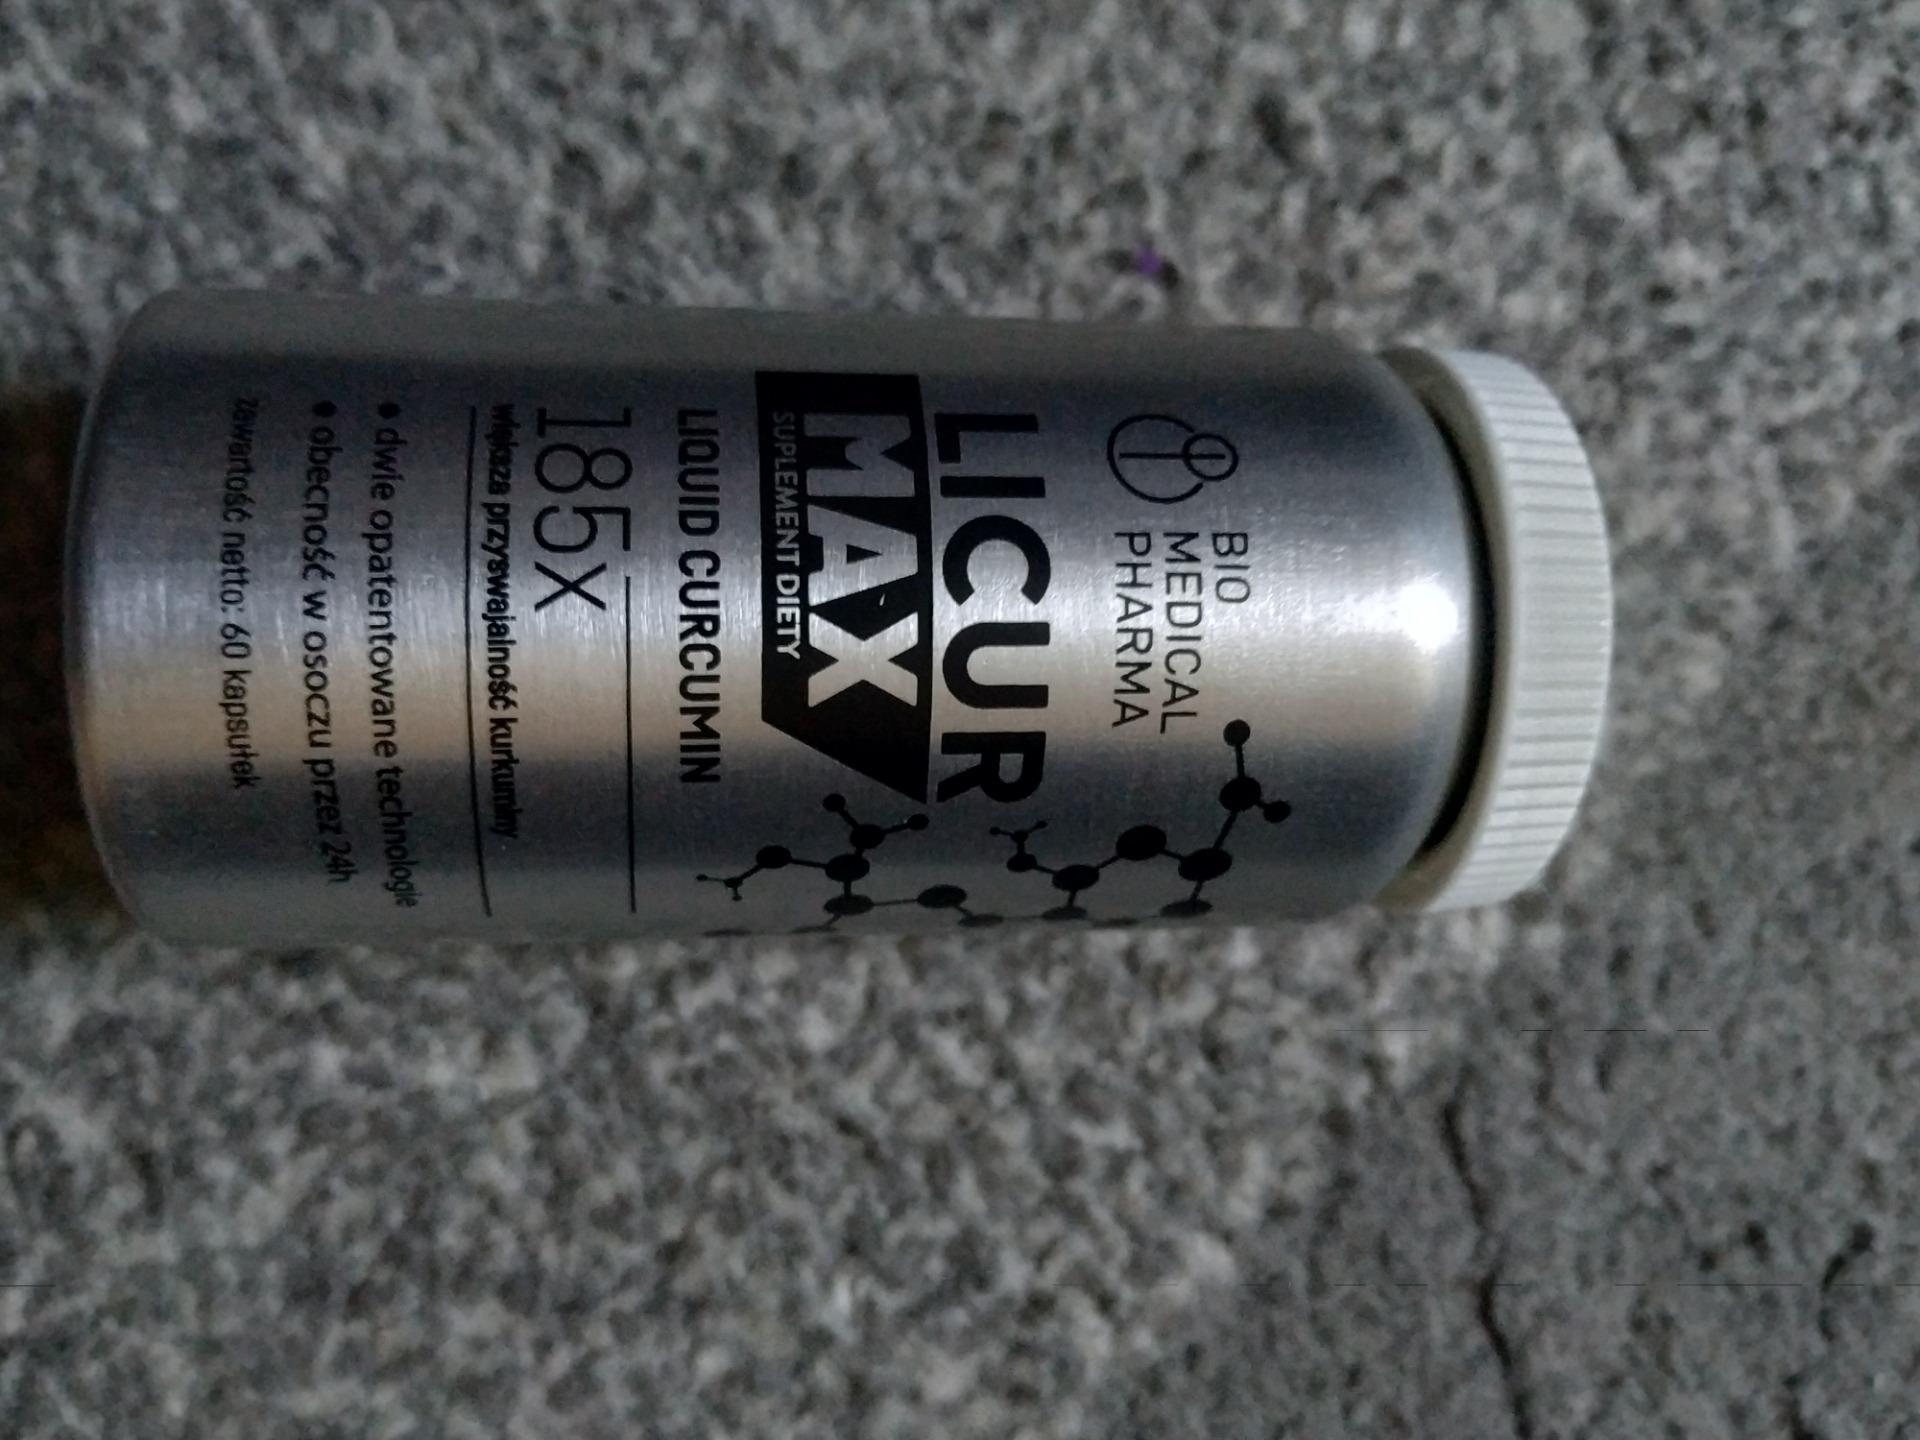 BIO
MEDICAL
PHARMA
LICUR
MAX
SUPLEMENT DIETY
LIQUID CURCUMIN
185X
większa przyswajalność kurkuminy
• dwie opatentowane technologie
• obecność w osoczu przez 24h
zawartość netto: 60 kapsułek